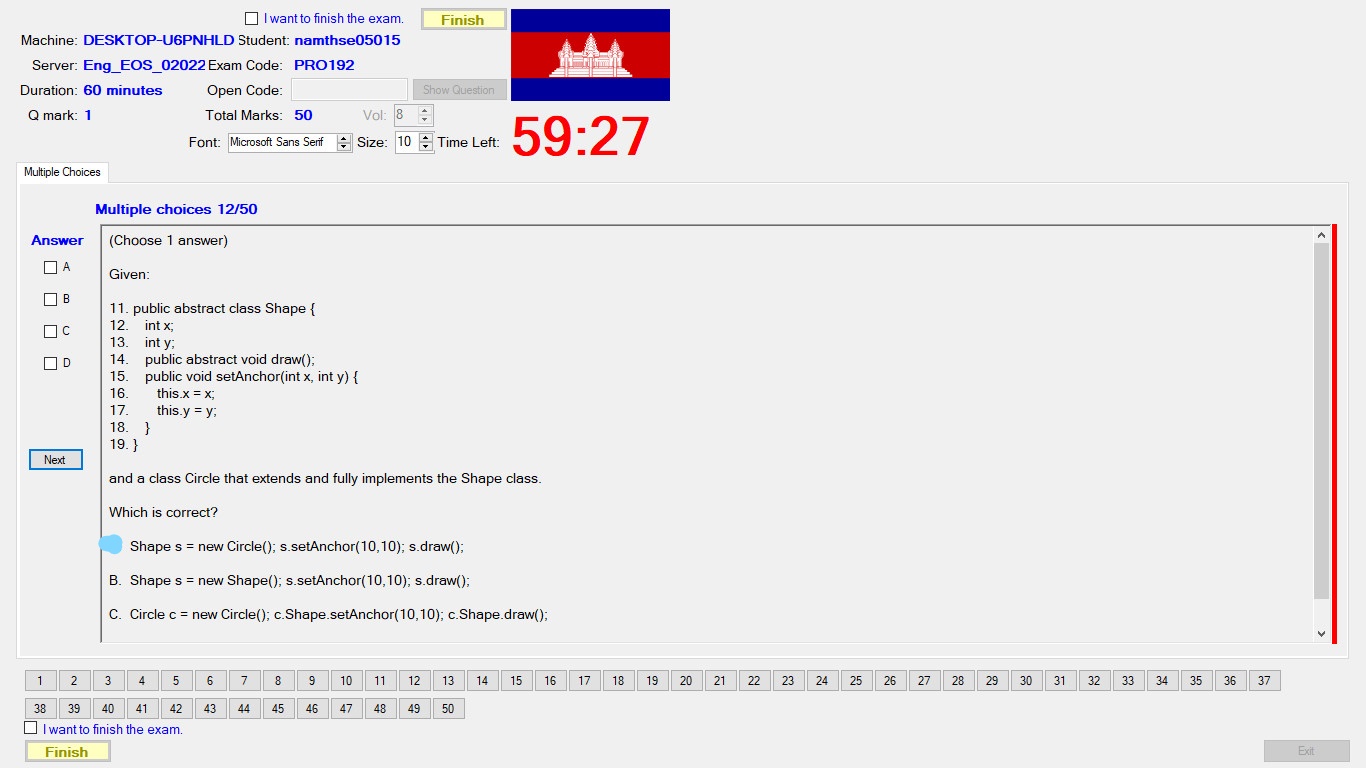 I want to finish the exam.
Finish
Machine: DESKTOP-U6PNHLD Student: namthse05015
Server: Eng_EOS_02022 Exam Code: PRO192
Duration: 60 minutes Open Code: Show Question
Q mark: 1 Total Marks: 50 Vol: 8
Font: Microsoft Sans Serif Size: 10 Time Left: 59:27
Multiple Choices
Multiple choices 12/50
Answer
A
B
C
D
Next
(Choose 1 answer)
Given:
11. public abstract class Shape {
12. int x;
13. int y;
14. public abstract void draw();
15. public void setAnchor(int x, int y) {
16. this.x = x;
17. this.y = y;
18. }
19. }
and a class Circle that extends and fully implements the Shape class.
Which is correct?
Shape s = new Circle(); s.setAnchor(10,10); s.draw();
B. Shape s = new Shape(); s.setAnchor(10,10); s.draw();
C. Circle c = new Circle(); c.Shape.setAnchor(10,10); c.Shape.draw();
1 2 3 4 5 6 7 8 9 10 11 12 13 14 15 16 17 18 19 20 21 22 23 24 25 26 27 28 29 30 31 32 33 34 35 36 37
38 39 40 41 42 43 44 45 46 47 48 49 50
I want to finish the exam.
Finish
Exit